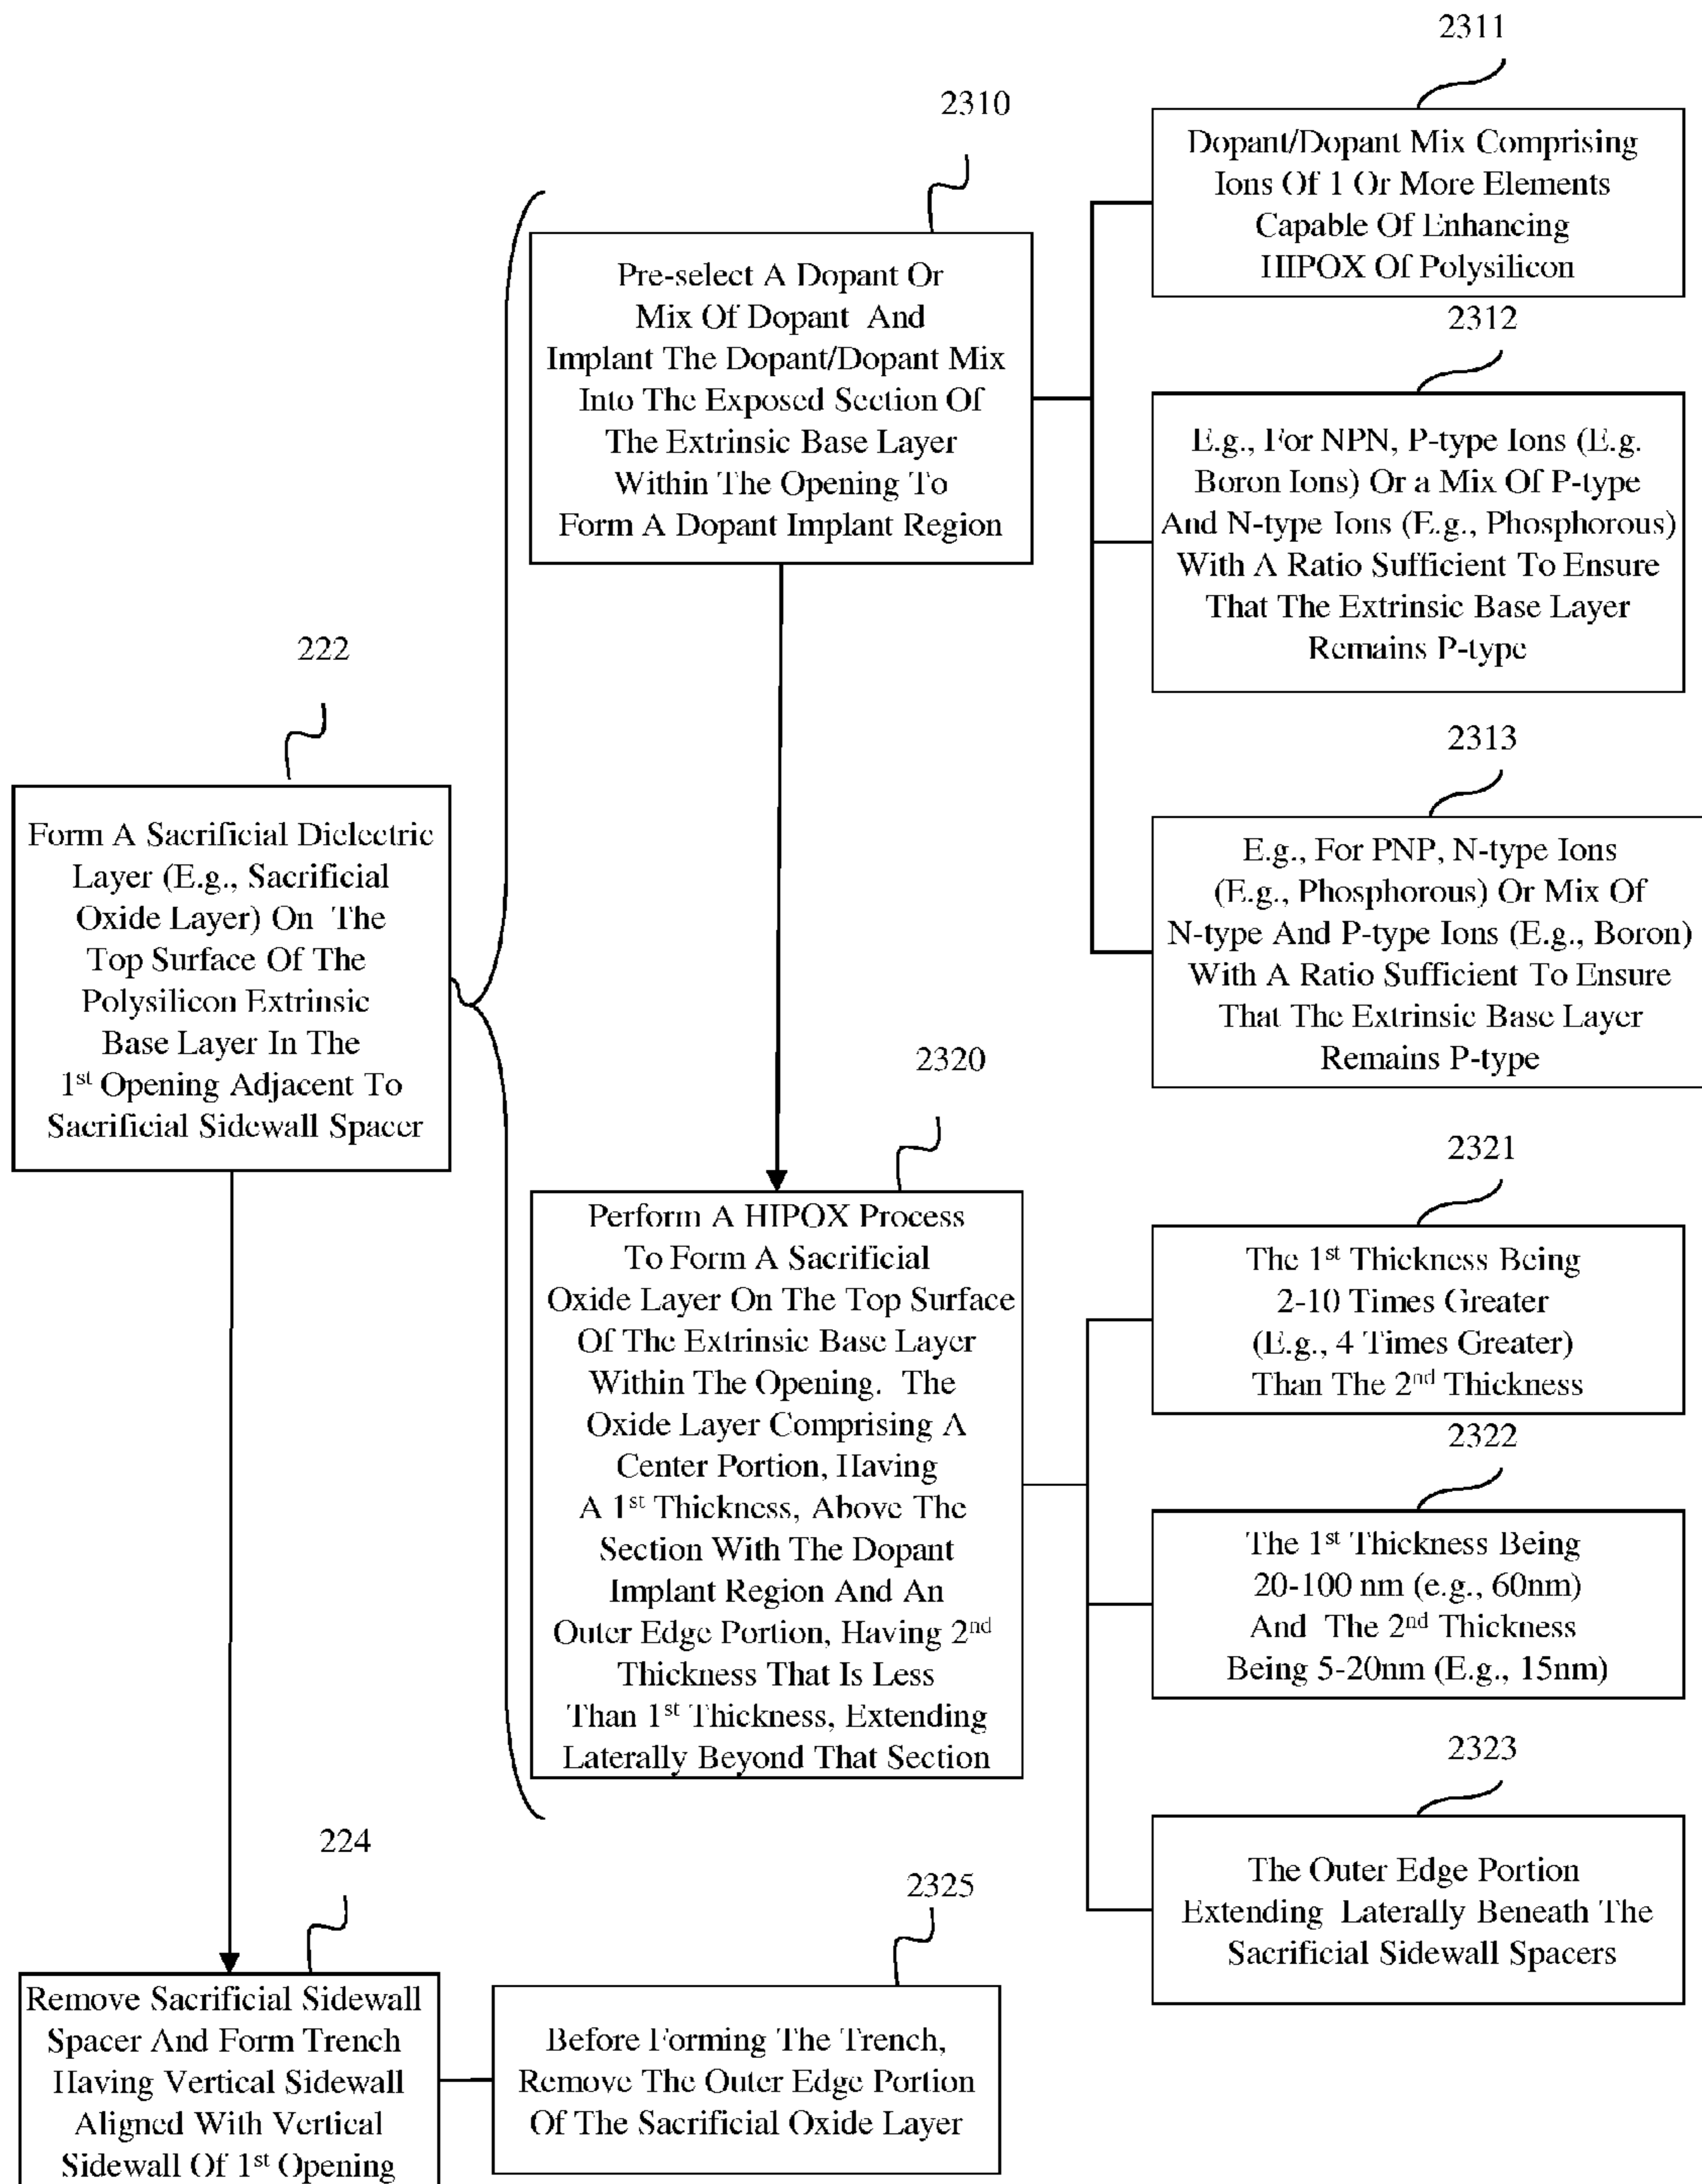 2311
Dopant/Dopant Mix Comprising
Ions Of 1 Or More Elements
Capable Of Enhancing
HIPOX Of Polysilicon
2310
Pre-select A Dopant Or
Mix Of Dopant And
Implant The Dopant/Dopant Mix
Into The Exposed Section Of
The Extrinsic Base Layer
Within The Opening To
Form A Dopant Implant Region
2312
E.g., For NPN, P-type Ions (E.g.
Boron Ions) Or a Mix Of P-type
And N-type Ions (E.g., Phosphorous)
With A Ratio Sufficient To Ensure
That The Extrinsic Base Layer
Remains P-type
2313
E.g., For PNP, N-type Ions
(E.g., Phosphorous) Or Mix Of
N-type And P-type Ions (E.g., Boron)
With A Ratio Sufficient To Ensure
That The Extrinsic Base Layer
Remains P-type
222
Form A Sacrificial Dielectric
Layer (E.g., Sacrificial
Oxide Layer) On The
Top Surface Of The
Polysilicon Extrinsic
Base Layer In The
1st Opening Adjacent To
Sacrificial Sidewall Spacer
2320
Perform A HIPOX Process
To Form A Sacrificial
Oxide Layer On The Top Surface
Of The Extrinsic Base Layer
Within The Opening. The
Oxide Layer Comprising A
Center Portion, Having
A 1st Thickness, Above The
Section With The Dopant
Implant Region And An
Outer Edge Portion, Having 2nd
Thickness That Is Less
Than 1st Thickness, Extending
Laterally Beyond That Section
2321
The 1st Thickness Being
2-10 Times Greater
(E.g., 4 Times Greater)
Than The 2nd Thickness
2322
The 1st Thickness Being
20-100 nm (e.g., 60nm)
And The 2nd Thickness
Being 5-20nm (E.g., 15nm)
2323
The Outer Edge Portion
Extending Laterally Beneath The
Sacrificial Sidewall Spacers
224
Remove Sacrificial Sidewall
Spacer And Form Trench
Having Vertical Sidewall
Aligned With Vertical
Sidewall Of 1st Opening
2325
Before Forming The Trench,
Remove The Outer Edge Portion
Of The Sacrificial Oxide Layer